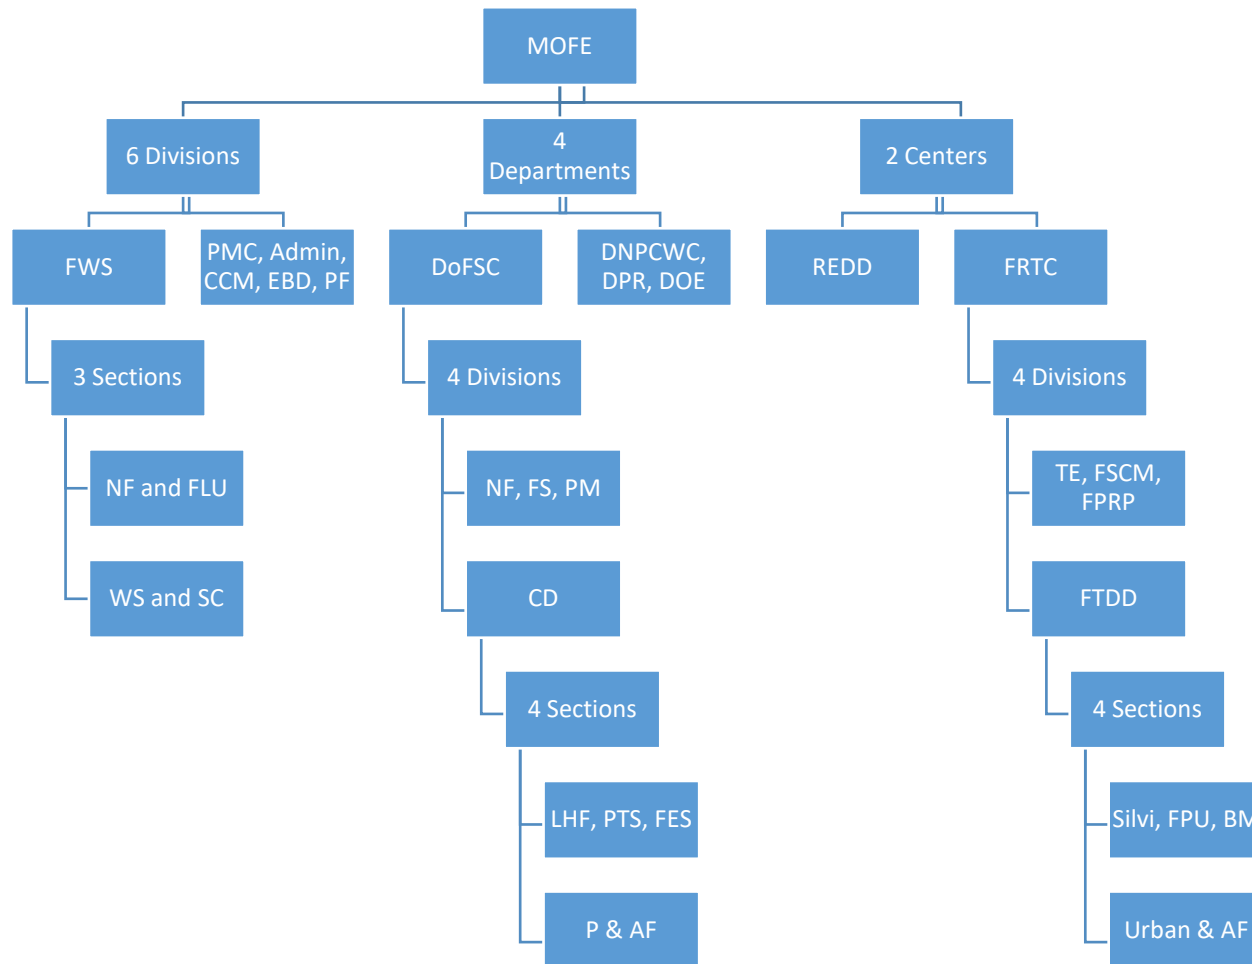 MOFE
6 Divisions
4
Departments
2 Centers
FWS
PMC, Admin,
CCM, EBD, PF
DoFSC
DNPCWC,
DPR, DOE
REDD
FRTC
3 Sections
4 Divisions
4 Divisions
NF and FLU
NF, FS, PM
TE, FSCM,
FPRP
WS and SC
CD
FTDD
4 Sections
4 Sections
LHF, PTS, FES
Silvi, FPU, BM
P & AF
Urban & AF